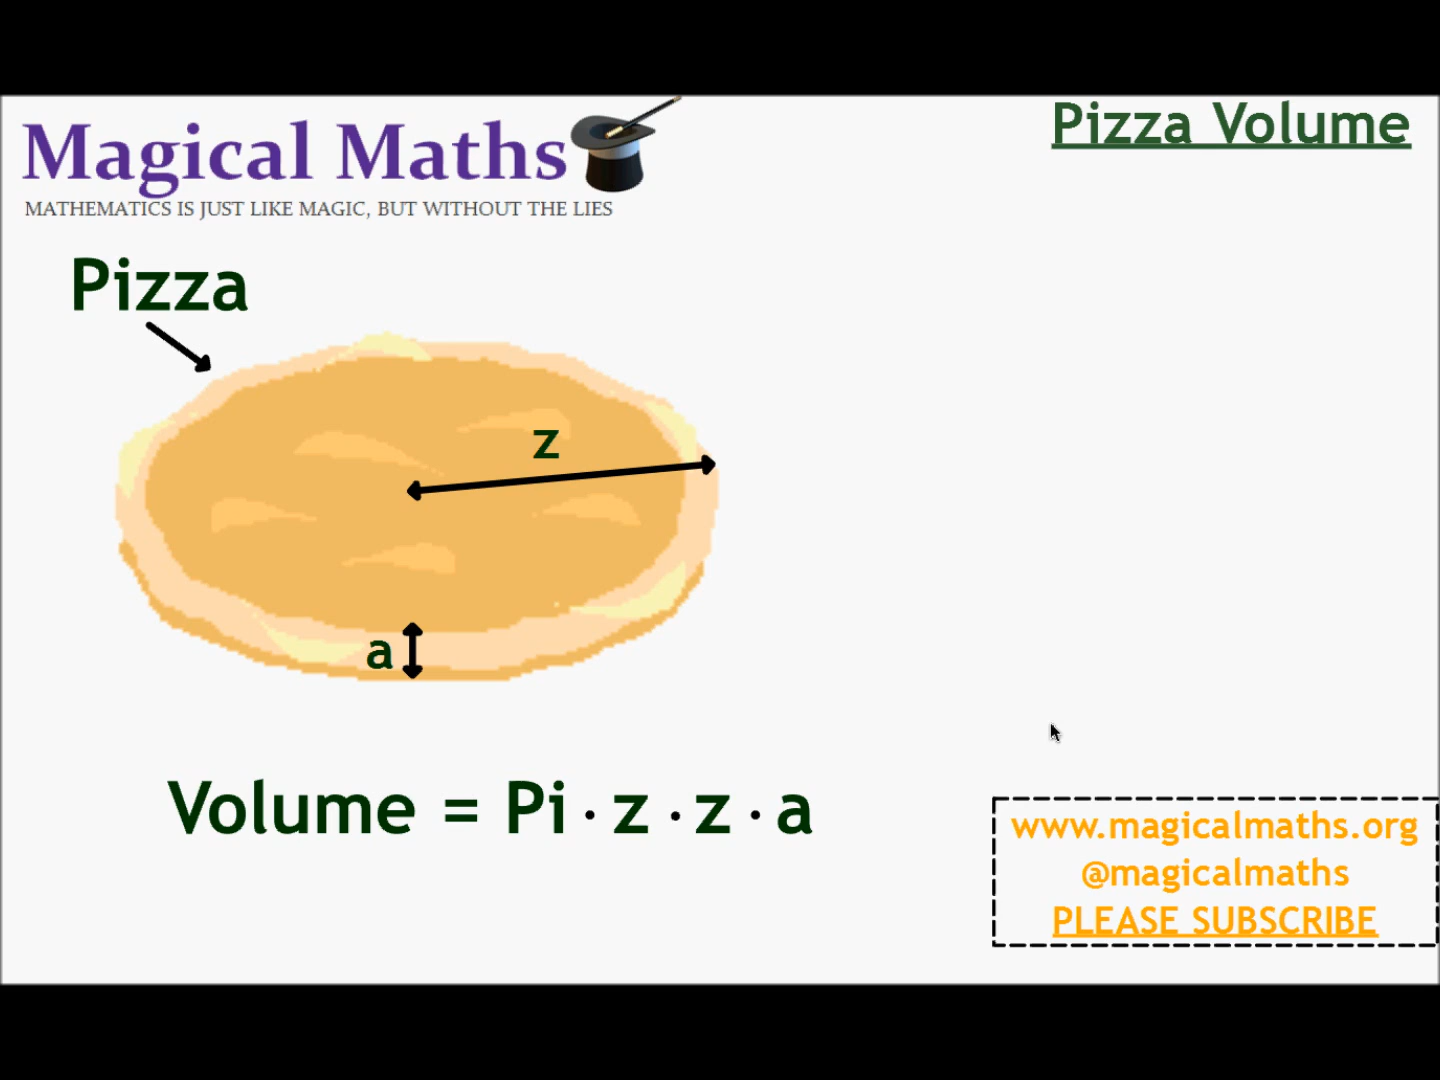 Magical Maths
MATHEMATICS IS JUST LIKE MAGIC, BUT WITHOUT THE LIES
Pizza Volume
Pizza
z
a
Volume = Pi · z · z · a
www.magicalmaths.org
@magicalmaths
PLEASE SUBSCRIBE